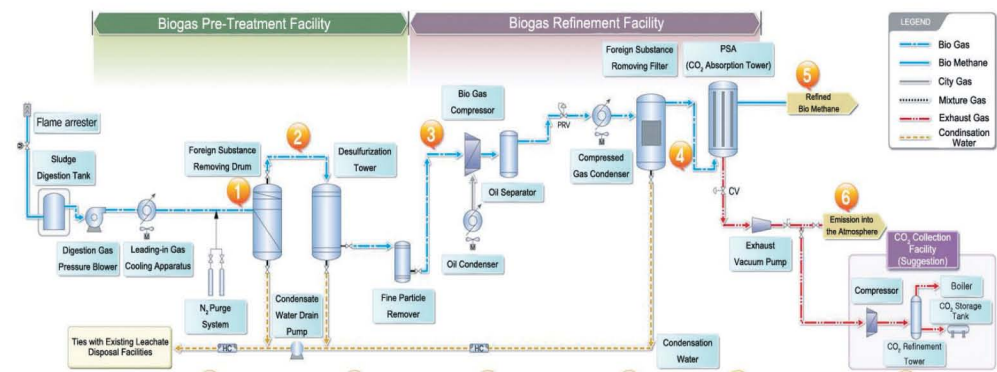 Biogas Pre-Treatment Facility
Biogas Refinement Facility
LEGEND
Bio Gas
Bio Methane
City Gas
Mixture Gas
Exhaust Gas
Condinsation
Water
Flame arrester
Sludge
Digestion Tank
Digestion Gas
Pressure Blower
Leading-in Gas
Cooling Apparatus
N2 Purge
System
1
Foreign Substance
Removing Drum
2
Desulfurization
Tower
Condensate
Water Drain
Pump
Fine Particle
Remover
3
Bio Gas
Compressor
Oil Separator
Oil Condenser
PRV
Compressed
Gas Condenser
Foreign Substance
Romoving Filter
4
PSA
(CO2 Absorption Tower)
5
Refined
Bio Methane
CV
Exhaust
Vacuum Pump
6
Emission into
the Atmosphere
CO2 Collection
Facility
(Suggestion)
Compressor
Boiler
CO2 Storage
Tank
CO2 Refinement
Tower
Ties with Existing Leachate
Disposal Facilities
HC
HC
Condensation
Water